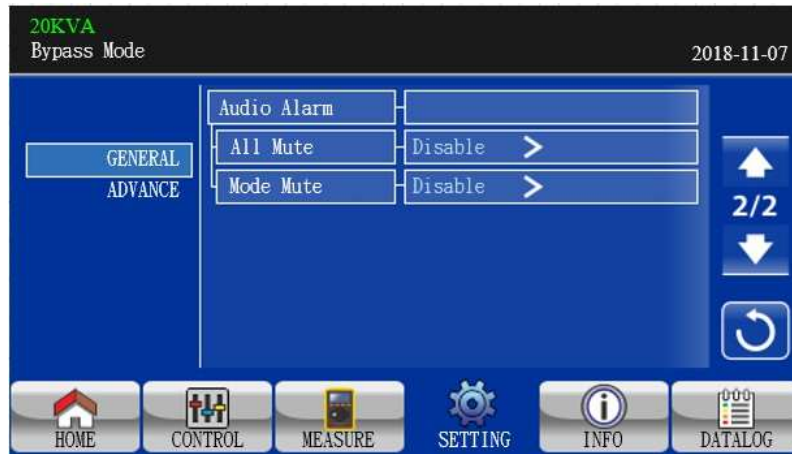 20KVA
Bypass Mode
2018-11-07
GENERAL
ADVANCE
Audio Alarm
All Mute Disable >
Mode Mute Disable >
2/2
HOME CONTROL MEASURE SETTING INFO DATALOG